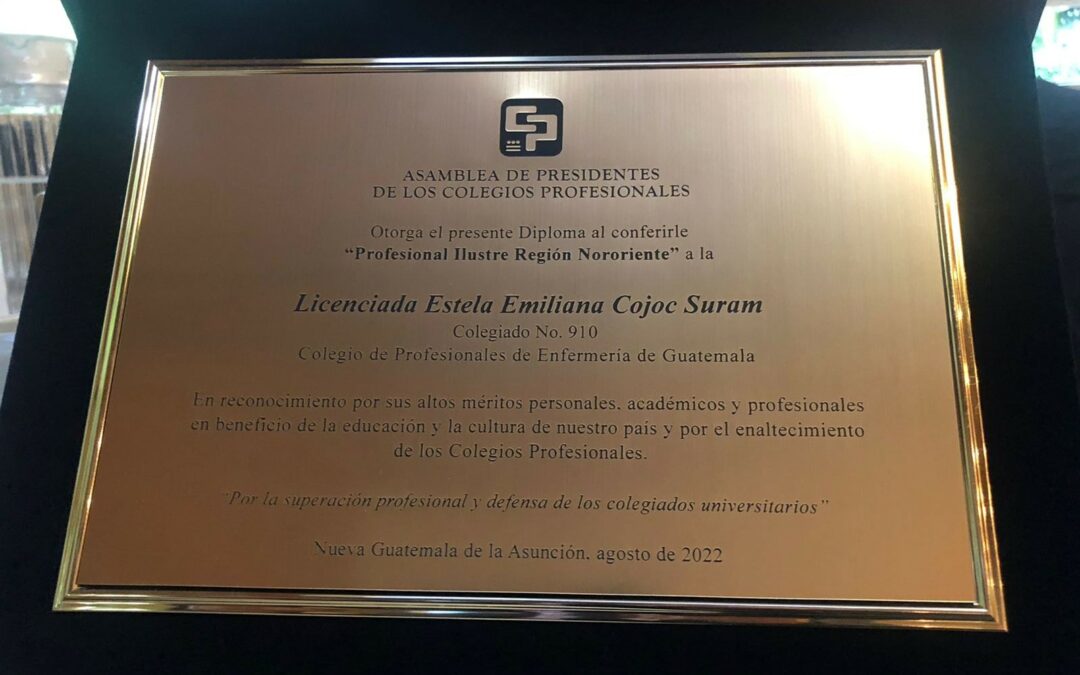 CP
ASAMBLEA DE PRESIDENTES
DE LOS COLEGIOS PROFESIONALES
Otorga el presente Diploma al conferirle
“Profesional Ilustre Región Nororiente” a la
Licenciada Estela Emiliana Cojoc Suram
Colegiado No. 910
Colegio de Profesionales de Enfermería de Guatemala
En reconocimiento por sus altos méritos personales, académicos y profesionales
en beneficio de la educación y la cultura de nuestro país y por el enaltecimiento
de los Colegios Profesionales.
“Por la superación profesional y defensa de los colegiados universitarios”
Nueva Guatemala de la Asunción, agosto de 2022